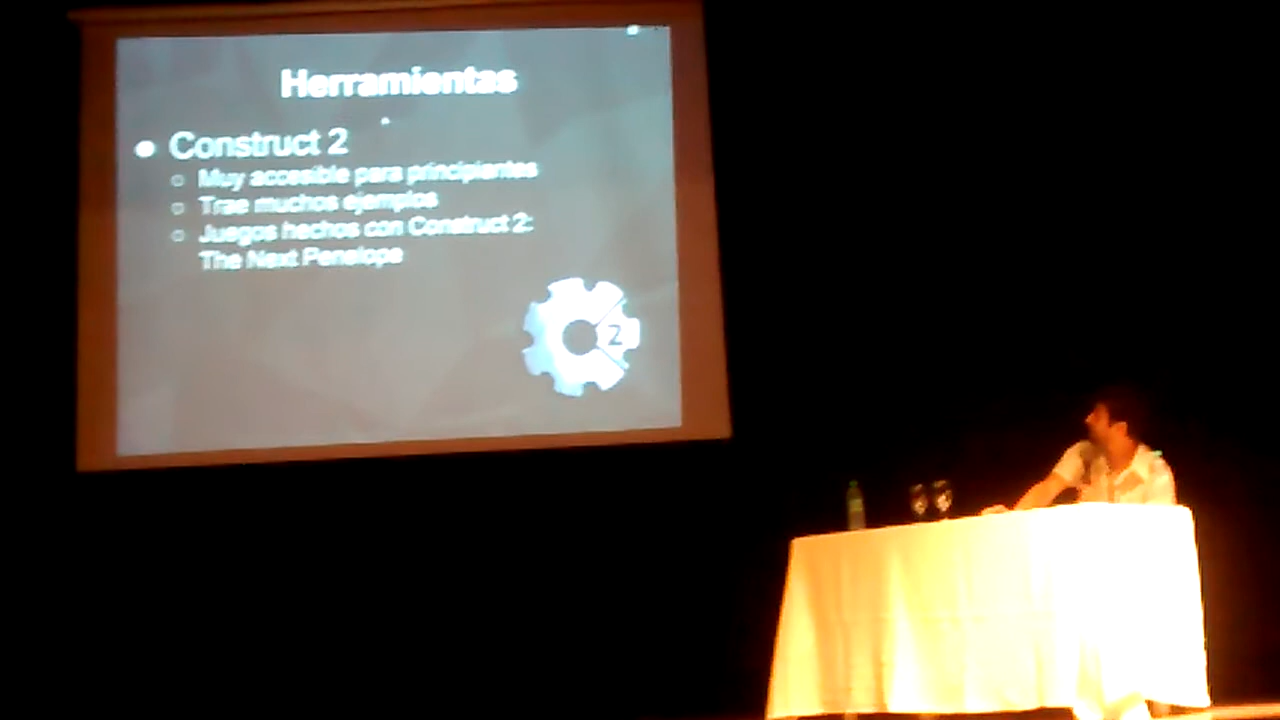 Herramientas
Construct 2
Muy accesible para principiantes
Trae muchos ejemplos
Juegos hechos con Construct 2:
The Next Penelope
2